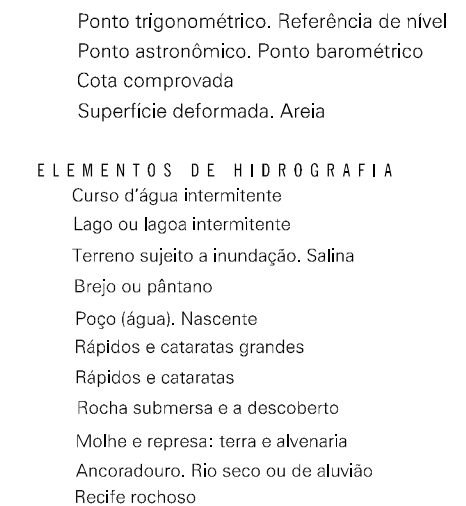 Ponto trigonométrico. Referência de nível
Ponto astronômico. Ponto barométrico
Cota comprovada
Superfície deformada. Areia
ELEMENTOS DE HIDROGRAFIA
Curso d'água intermitente
Lago ou lagoa intermitente
Terreno sujeito a inundação. Salina
Brejo ou pântano
Poço (água). Nascente
Rápidos e cataratas grandes
Rápidos e cataratas
Rocha submersa e a descoberto
Molhe e represa: terra e alvenaria
Ancoradouro. Rio seco ou de aluvião
Recife rochoso